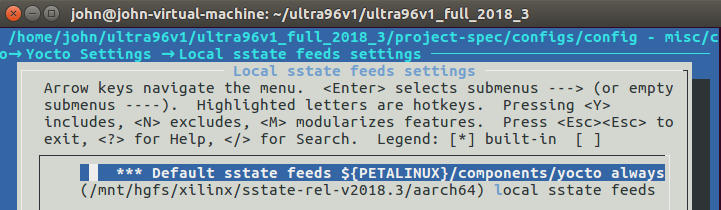 john@john-virtual-machine: ~/ultra96v1/ultra96v1_full_2018_3
/home/john/ultra96v1/ultra96v1_full_2018_3/project-spec/configs/config - misc/c
o→Yocto Settings →Local sstate feeds settings
Local sstate feeds settings
Arrow keys navigate the menu. <Enter> selects submenus ---> (or empty
submenus ----). Highlighted letters are hotkeys. Pressing <Y>
includes, <N> excludes, <M> modularizes features. Press <Esc><Esc> to
exit, <?> for Help, </> for Search. Legend: [*] built-in [ ]
*** Default sstate feeds ${PETALINUX}/components/yocto always
(/mnt/hgfs/xilinx/sstate-rel-v2018.3/aarch64) local sstate feeds